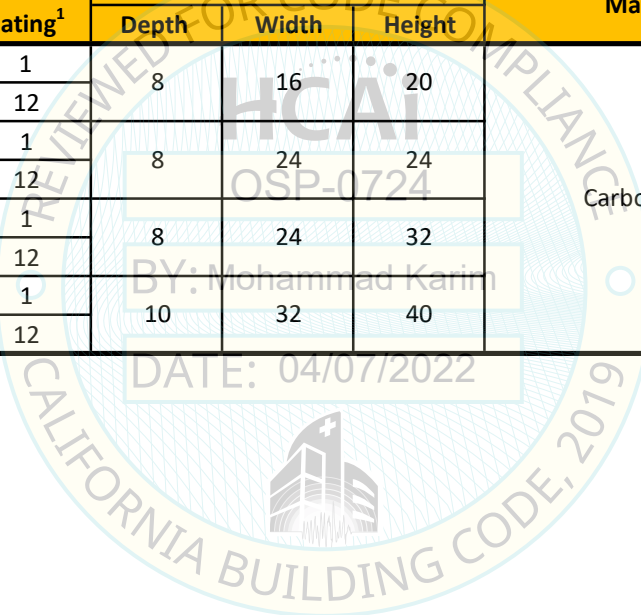 ating1 Depth Width Height Ma
1 8 16 20
12
1 8 24 24
12
Carbo
1 8 24 32
12
1 10 32 40
12
REVIEWED FOR CODE COMPLIANCE
HCAi
OSP-0724
BY: Mohammad Karim
DATE: 04/07/2022
CALIFORNIA BUILDING CODE, 2019